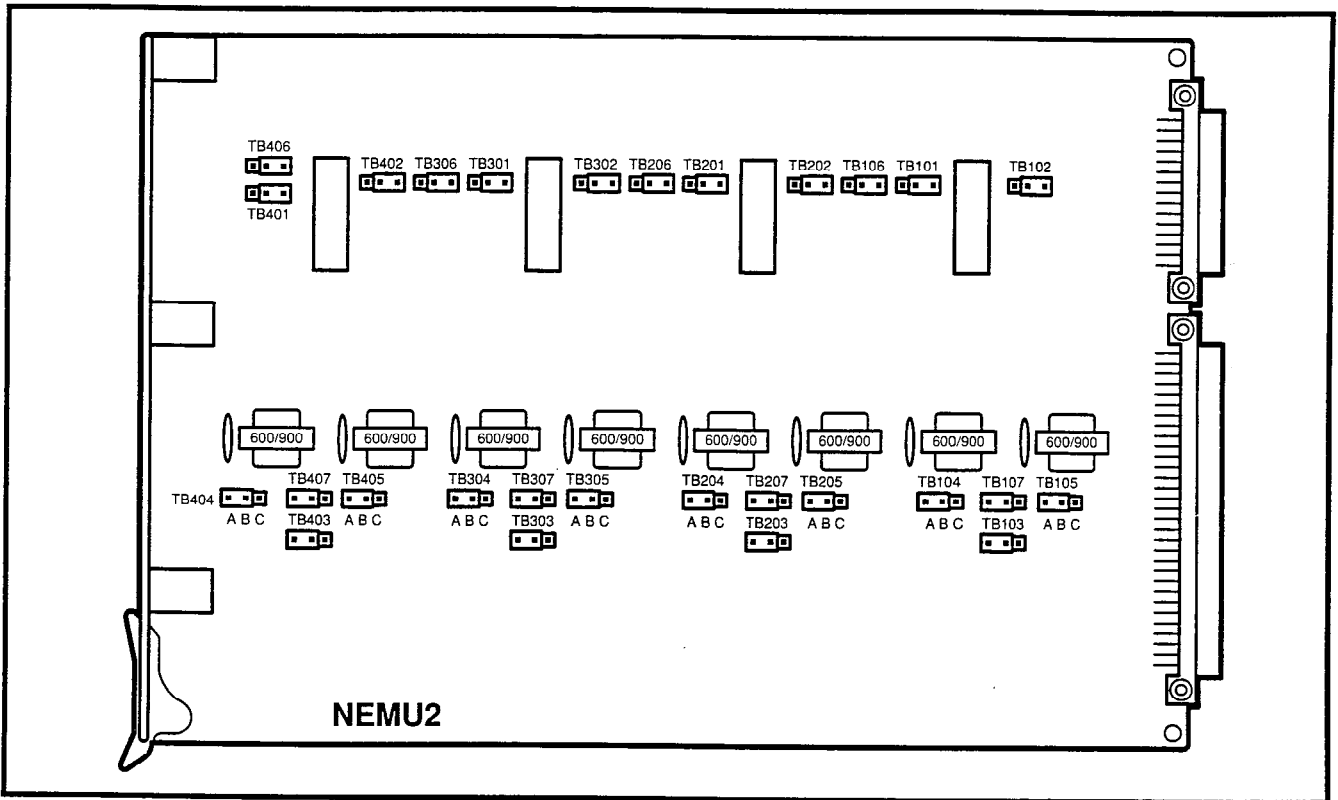 TB406
TB402 TB306 TB301 TB302 TB206 TB201 TB202 TB106 TB101 TB102
TB401
600/900 600/900 600/900 600/900 600/900 600/900 600/900 600/900
TB404 TB407 TB405 TB304 TB307 TB305 TB204 TB207 TB205 TB104 TB107 TB105
A B C A B C A B C A B C A B C A B C A B C A B C
TB403 TB303 TB203 TB103
NEMU2